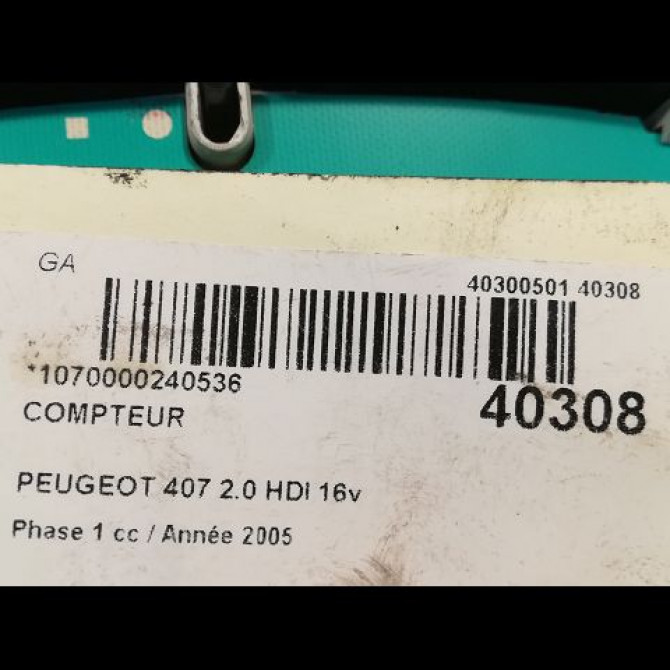 GA
40300501 40308
*1070000240536
40308
COMPTEUR
PEUGEOT 407 2.0 HDI 16v
Phase 1 cc / Année 2005